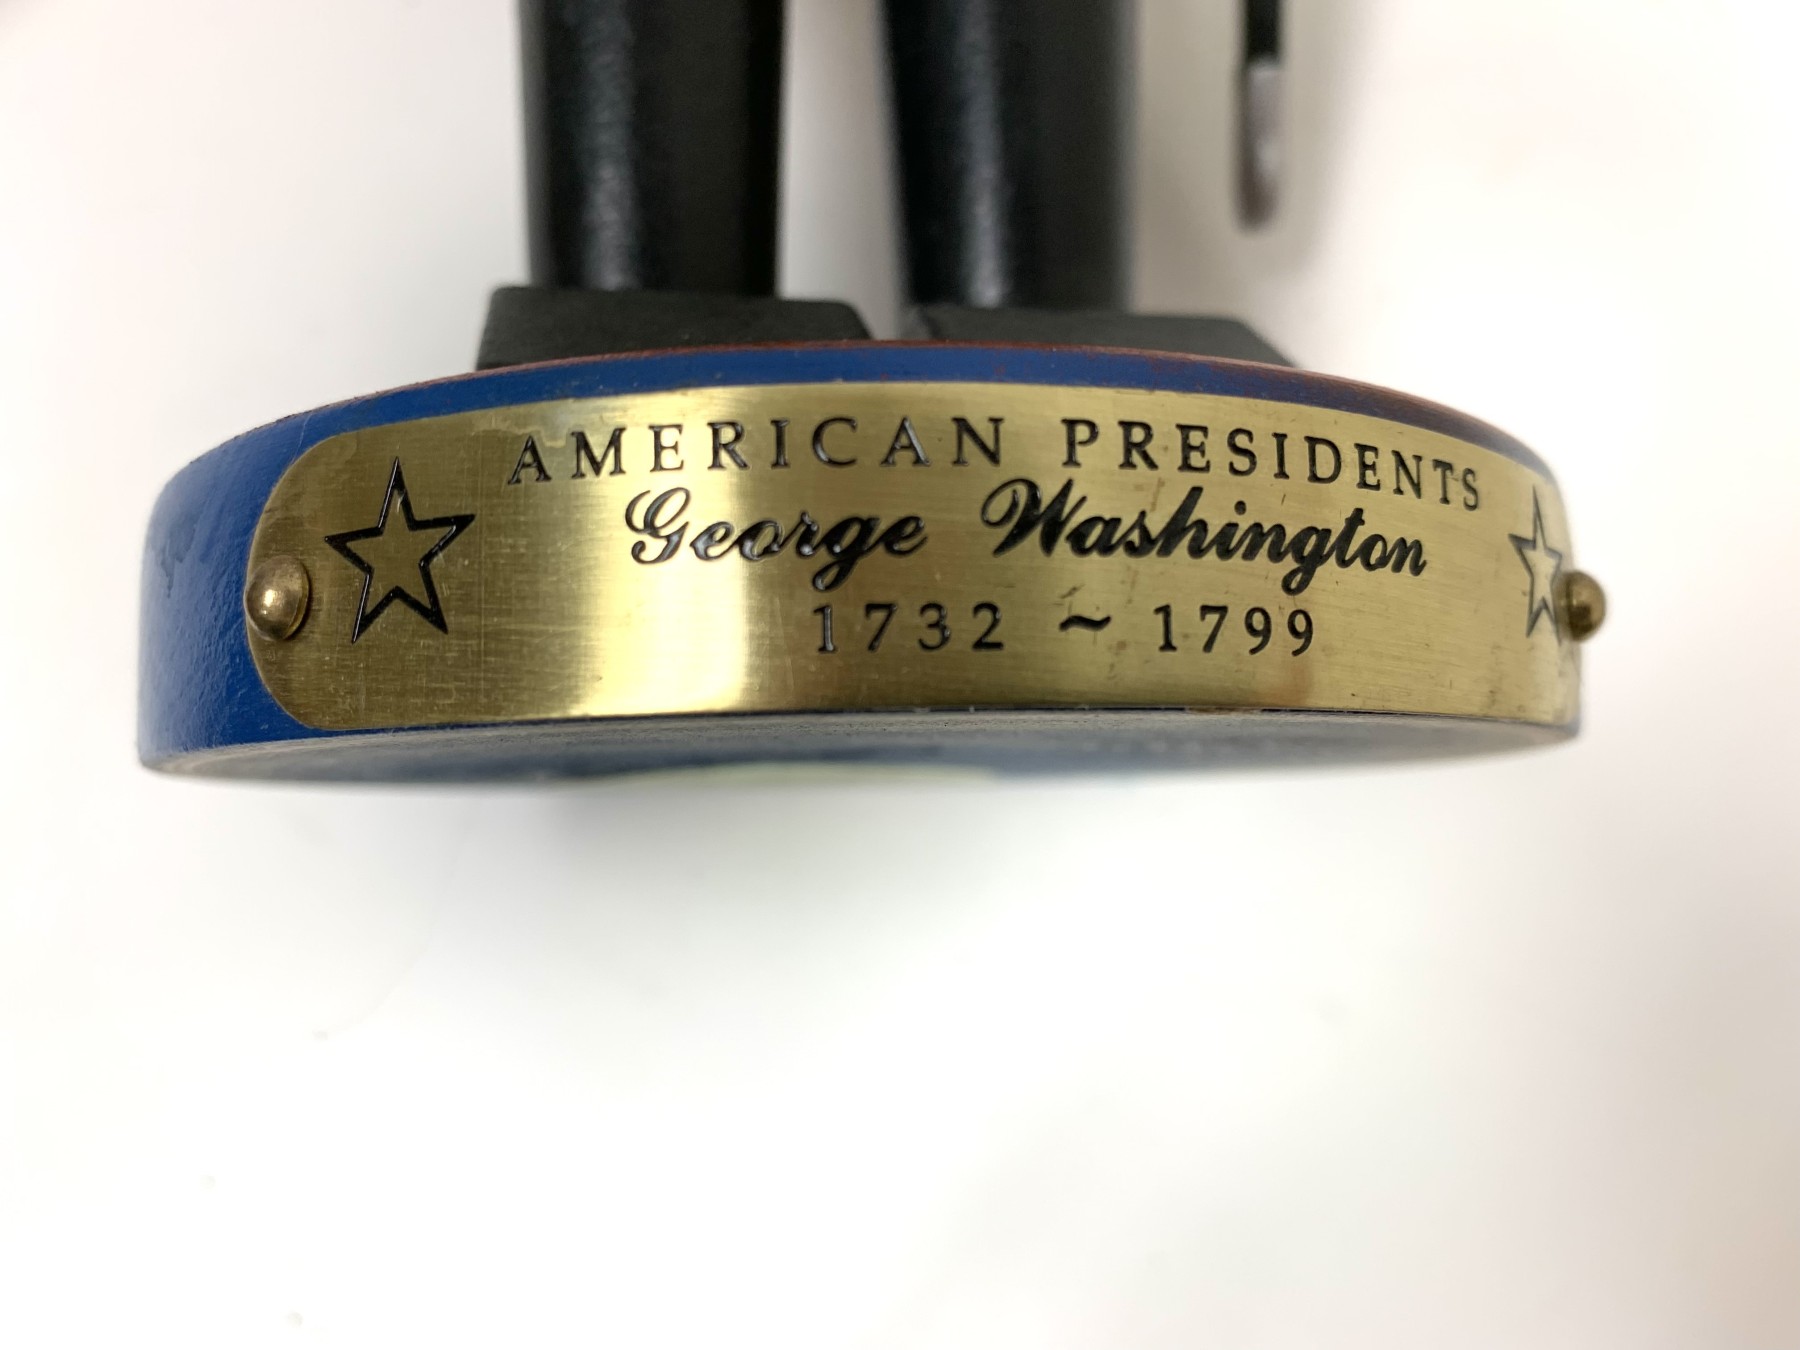 AMERICAN PRESIDENTS
George Washington
1732 ~ 1799